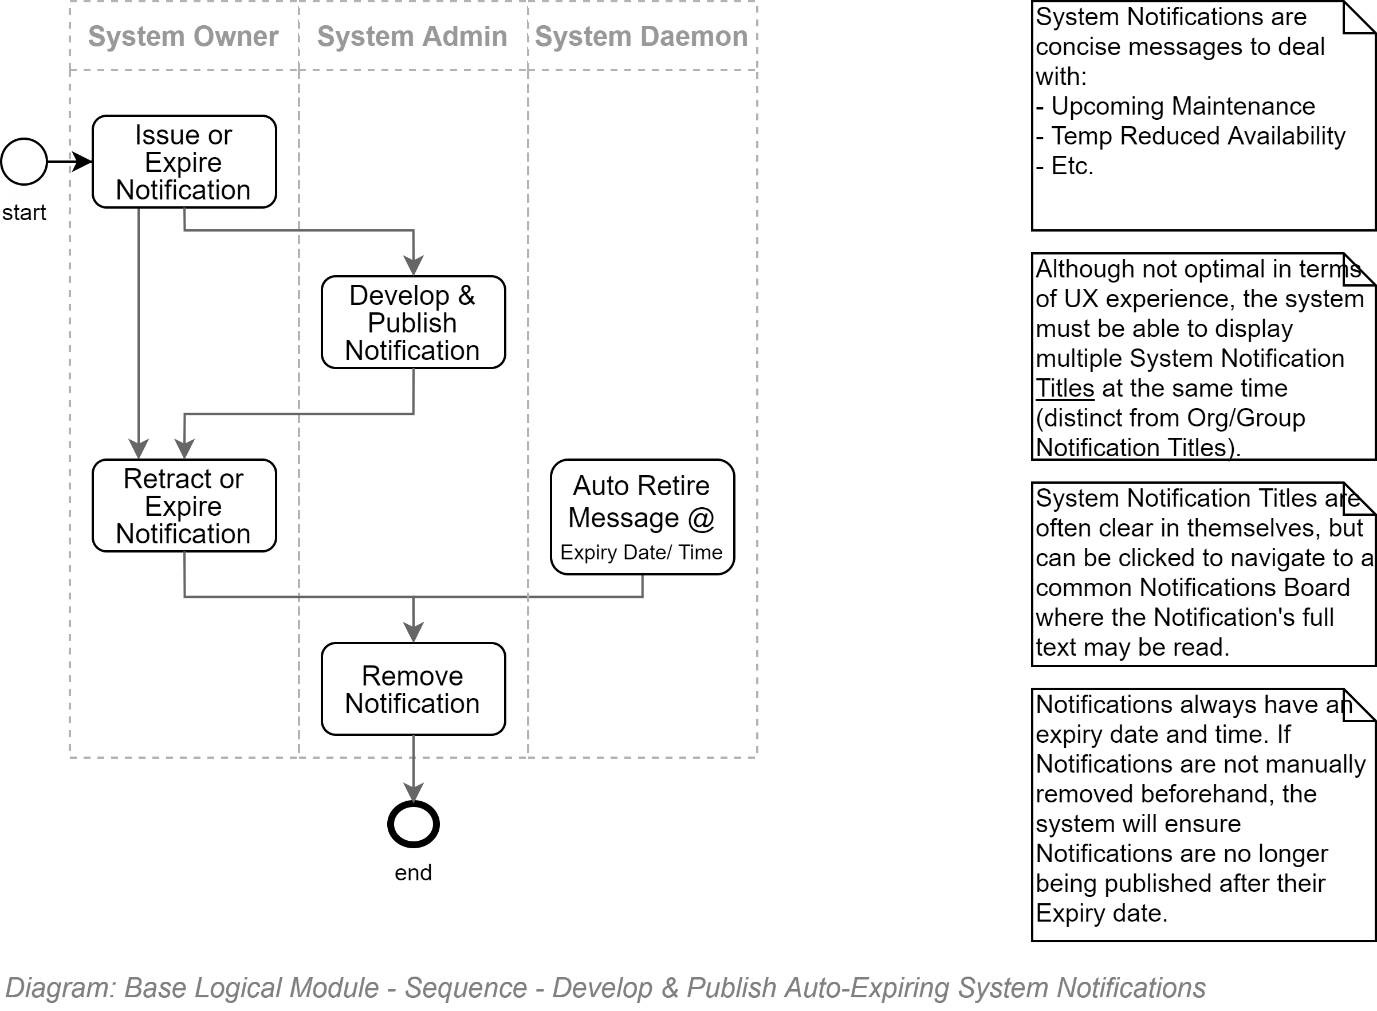 System Owner
System Admin
System Daemon
start
Issue or
Expire
Notification
Develop &
Publish
Notification
Retract or
Expire
Notification
Auto Retire
Message @
Expiry Date/ Time
Remove
Notification
end
System Notifications are
concise messages to deal
with:
- Upcoming Maintenance
- Temp Reduced Availability
- Etc.
Although not optimal in terms
of UX experience, the system
must be able to display
multiple System Notification
Titles at the same time
(distinct from Org/Group
Notification Titles).
System Notification Titles are
often clear in themselves, but
can be clicked to navigate to a
common Notifications Board
where the Notification's full
text may be read.
Notifications always have an
expiry date and time. If
Notifications are not manually
removed beforehand, the
system will ensure
Notifications are no longer
being published after their
Expiry date.
Diagram: Base Logical Module - Sequence - Develop & Publish Auto-Expiring System Notifications